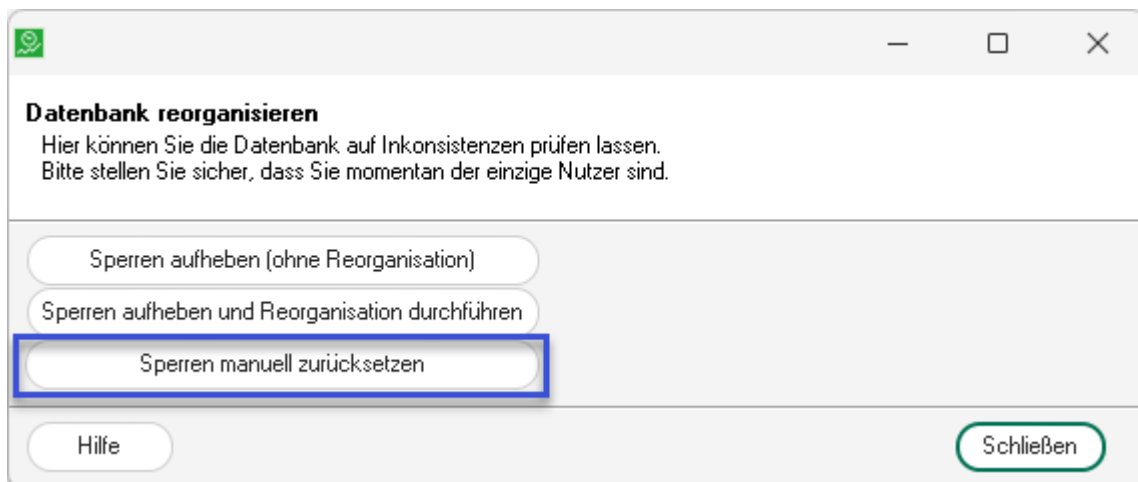 Datenbank reorganisieren
Hier können Sie die Datenbank auf Inkonsistenzen prüfen lassen.
Bitte stellen Sie sicher, dass Sie momentan der einzige Nutzer sind.
Sperren aufheben (ohne Reorganisation)
Sperren aufheben und Reorganisation durchführen
Sperren manuell zurücksetzen
Hilfe
Schließen